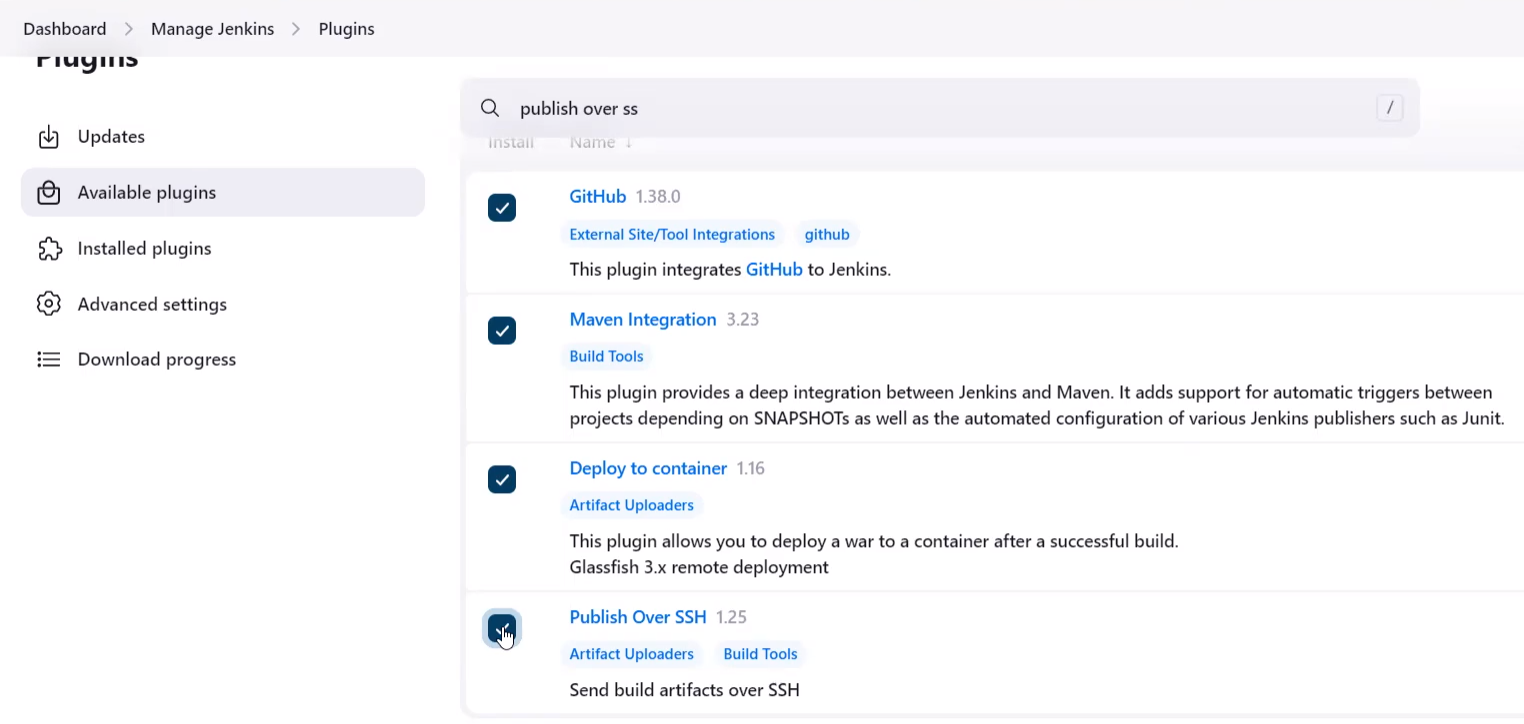 Dashboard > Manage Jenkins > Plugins
Plugins
publish over ss /
Updates
Available plugins
Installed plugins
Advanced settings
Download progress
Install Name ↓
GitHub 1.38.0
External Site/Tool Integrations github
This plugin integrates GitHub to Jenkins.
Maven Integration 3.23
Build Tools
This plugin provides a deep integration between Jenkins and Maven. It adds support for automatic triggers between
projects depending on SNAPSHOTs as well as the automated configuration of various Jenkins publishers such as Junit.
Deploy to container 1.16
Artifact Uploaders
This plugin allows you to deploy a war to a container after a successful build.
Glassfish 3.x remote deployment
Publish Over SSH 1.25
Artifact Uploaders Build Tools
Send build artifacts over SSH